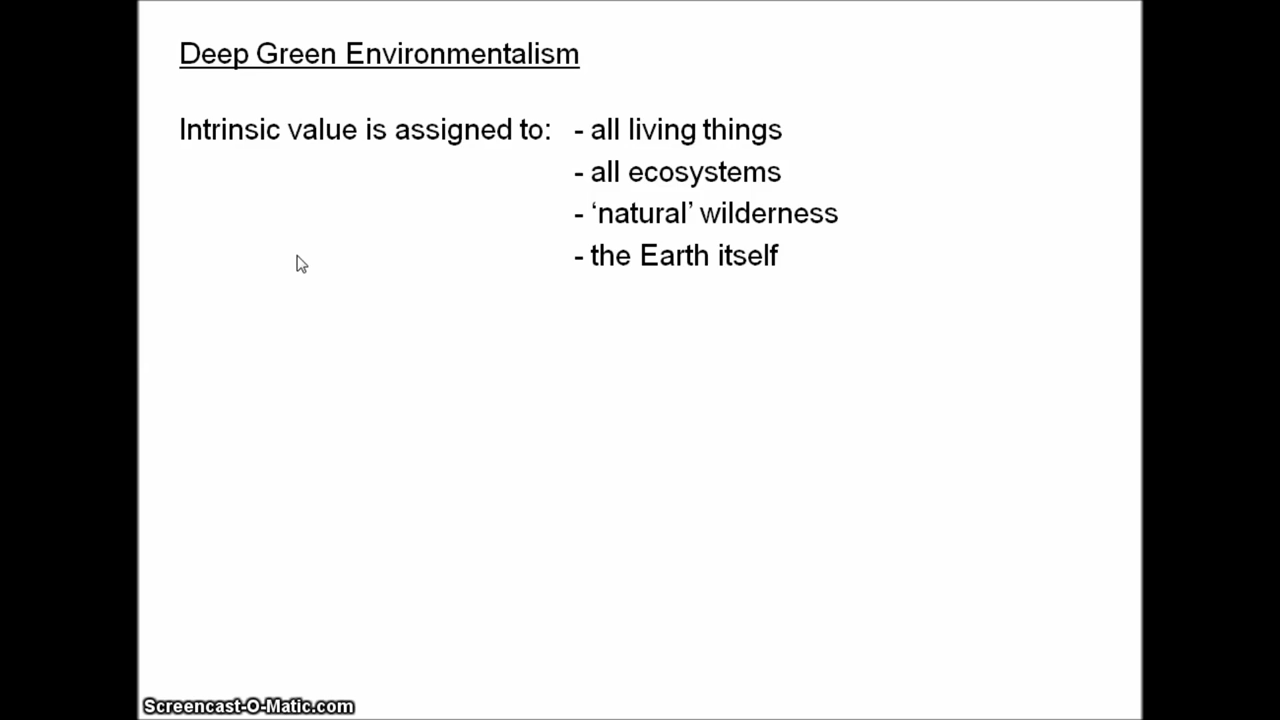 Deep Green Environmentalism
Intrinsic value is assigned to: - all living things
- all ecosystems
- ‘natural’ wilderness
- the Earth itself
Screencast-O-Matic.com